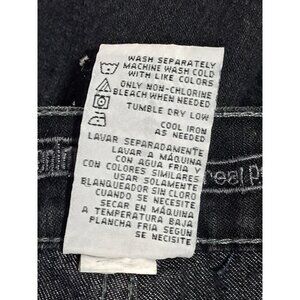 WASH SEPARATELY
MACHINE WASH COLD
WITH LIKE COLORS
ONLY NON-CHLORINE
BLEACH WHEN NEEDED
TUMBLE DRY LOW
COOL IRON
AS NEEDED
LAVAR SEPARADAMENTE
LAVAR A MÁQUINA
CON AGUA FRIA Y
CON COLORES SIMILARES
USAR SOLAMENTE
BLANQUEADOR SIN CLORO
CUANDO SE NECESITE
SECAR EN MÁQUINA
A TEMPERATURA BAJA
PLANCHA FRIA SEGUN
SE NECISITE